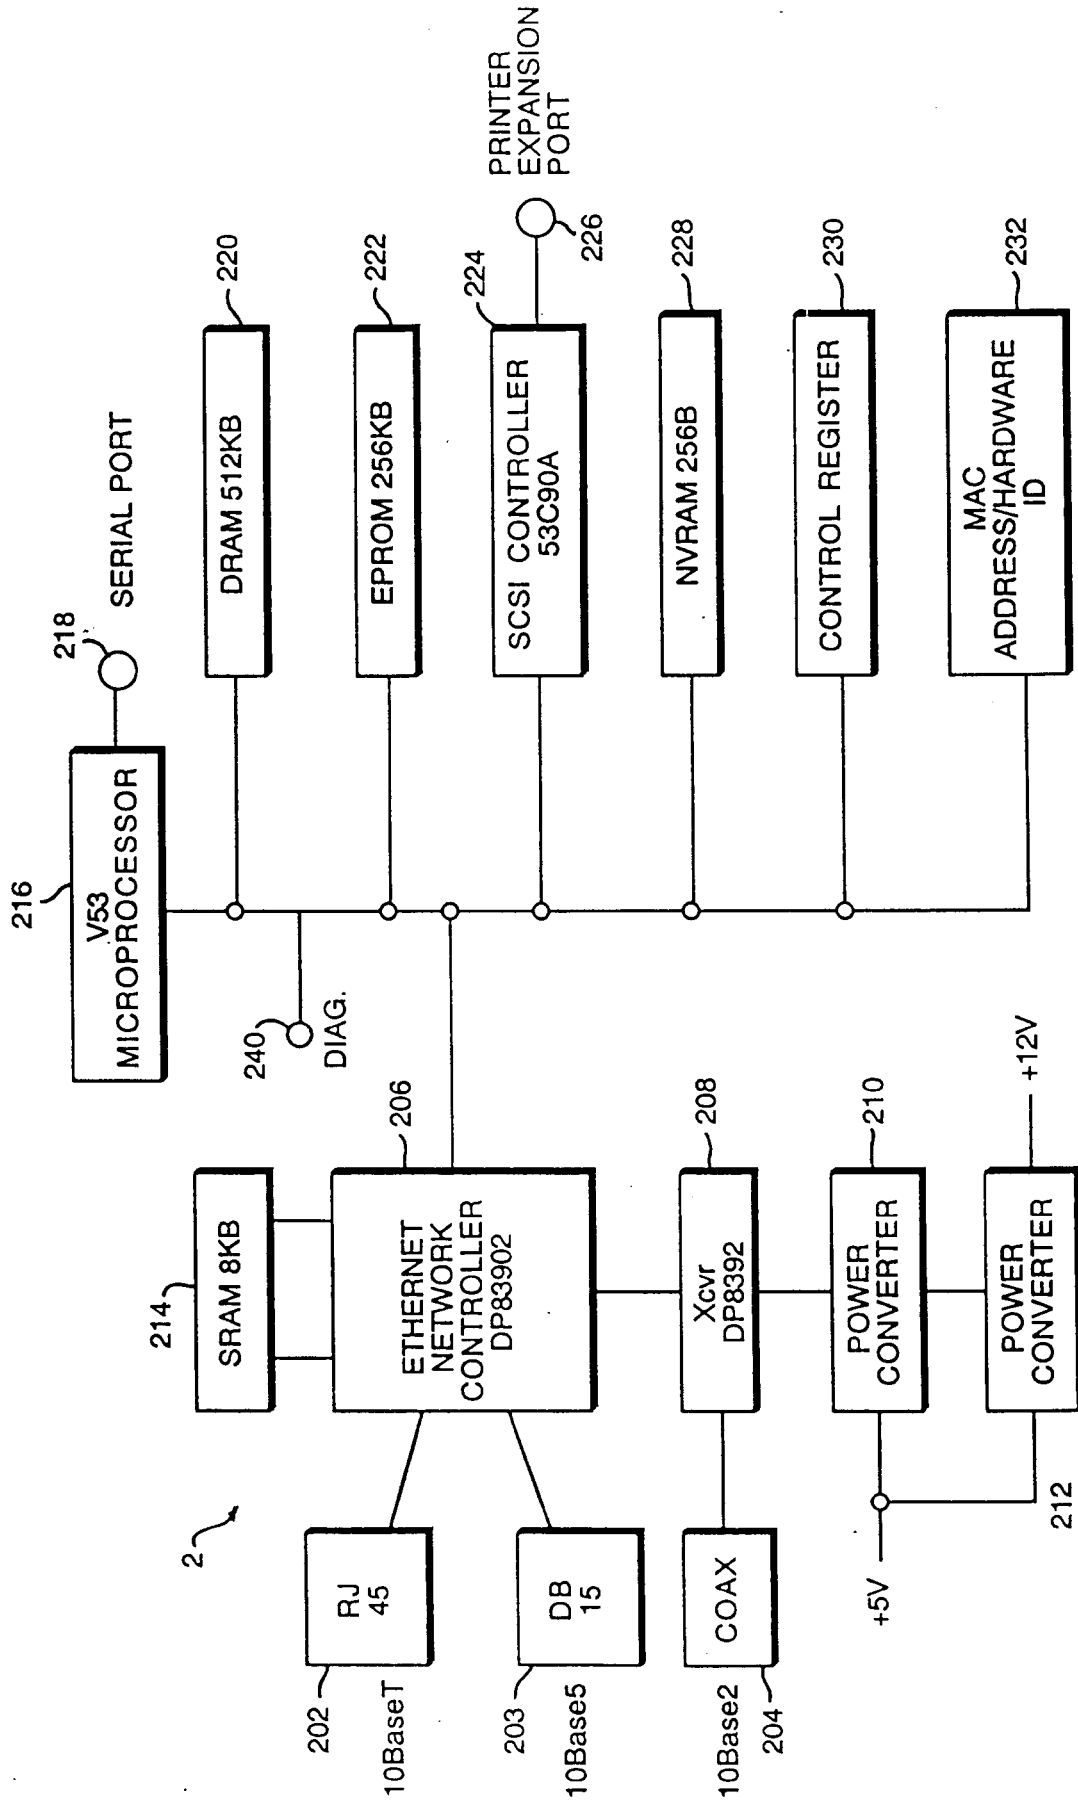 2
202
RJ
45
10BaseT
203
DB
15
10Base5
204
COAX
10Base2
214
SRAM 8KB
206
ETHERNET
NETWORK
CONTROLLER
DP83902
208
Xcvr
DP8392
210
POWER
CONVERTER
+5V
212
POWER
CONVERTER
+12V
240
DIAG.
216
V53
MICROPROCESSOR
218
SERIAL PORT
220
DRAM 512KB
222
EPROM 256KB
224
SCSI CONTROLLER
53C90A
226
PRINTER
EXPANSION
PORT
228
NVRAM 256B
230
CONTROL REGISTER
232
MAC
ADDRESS/HARDWARE
ID